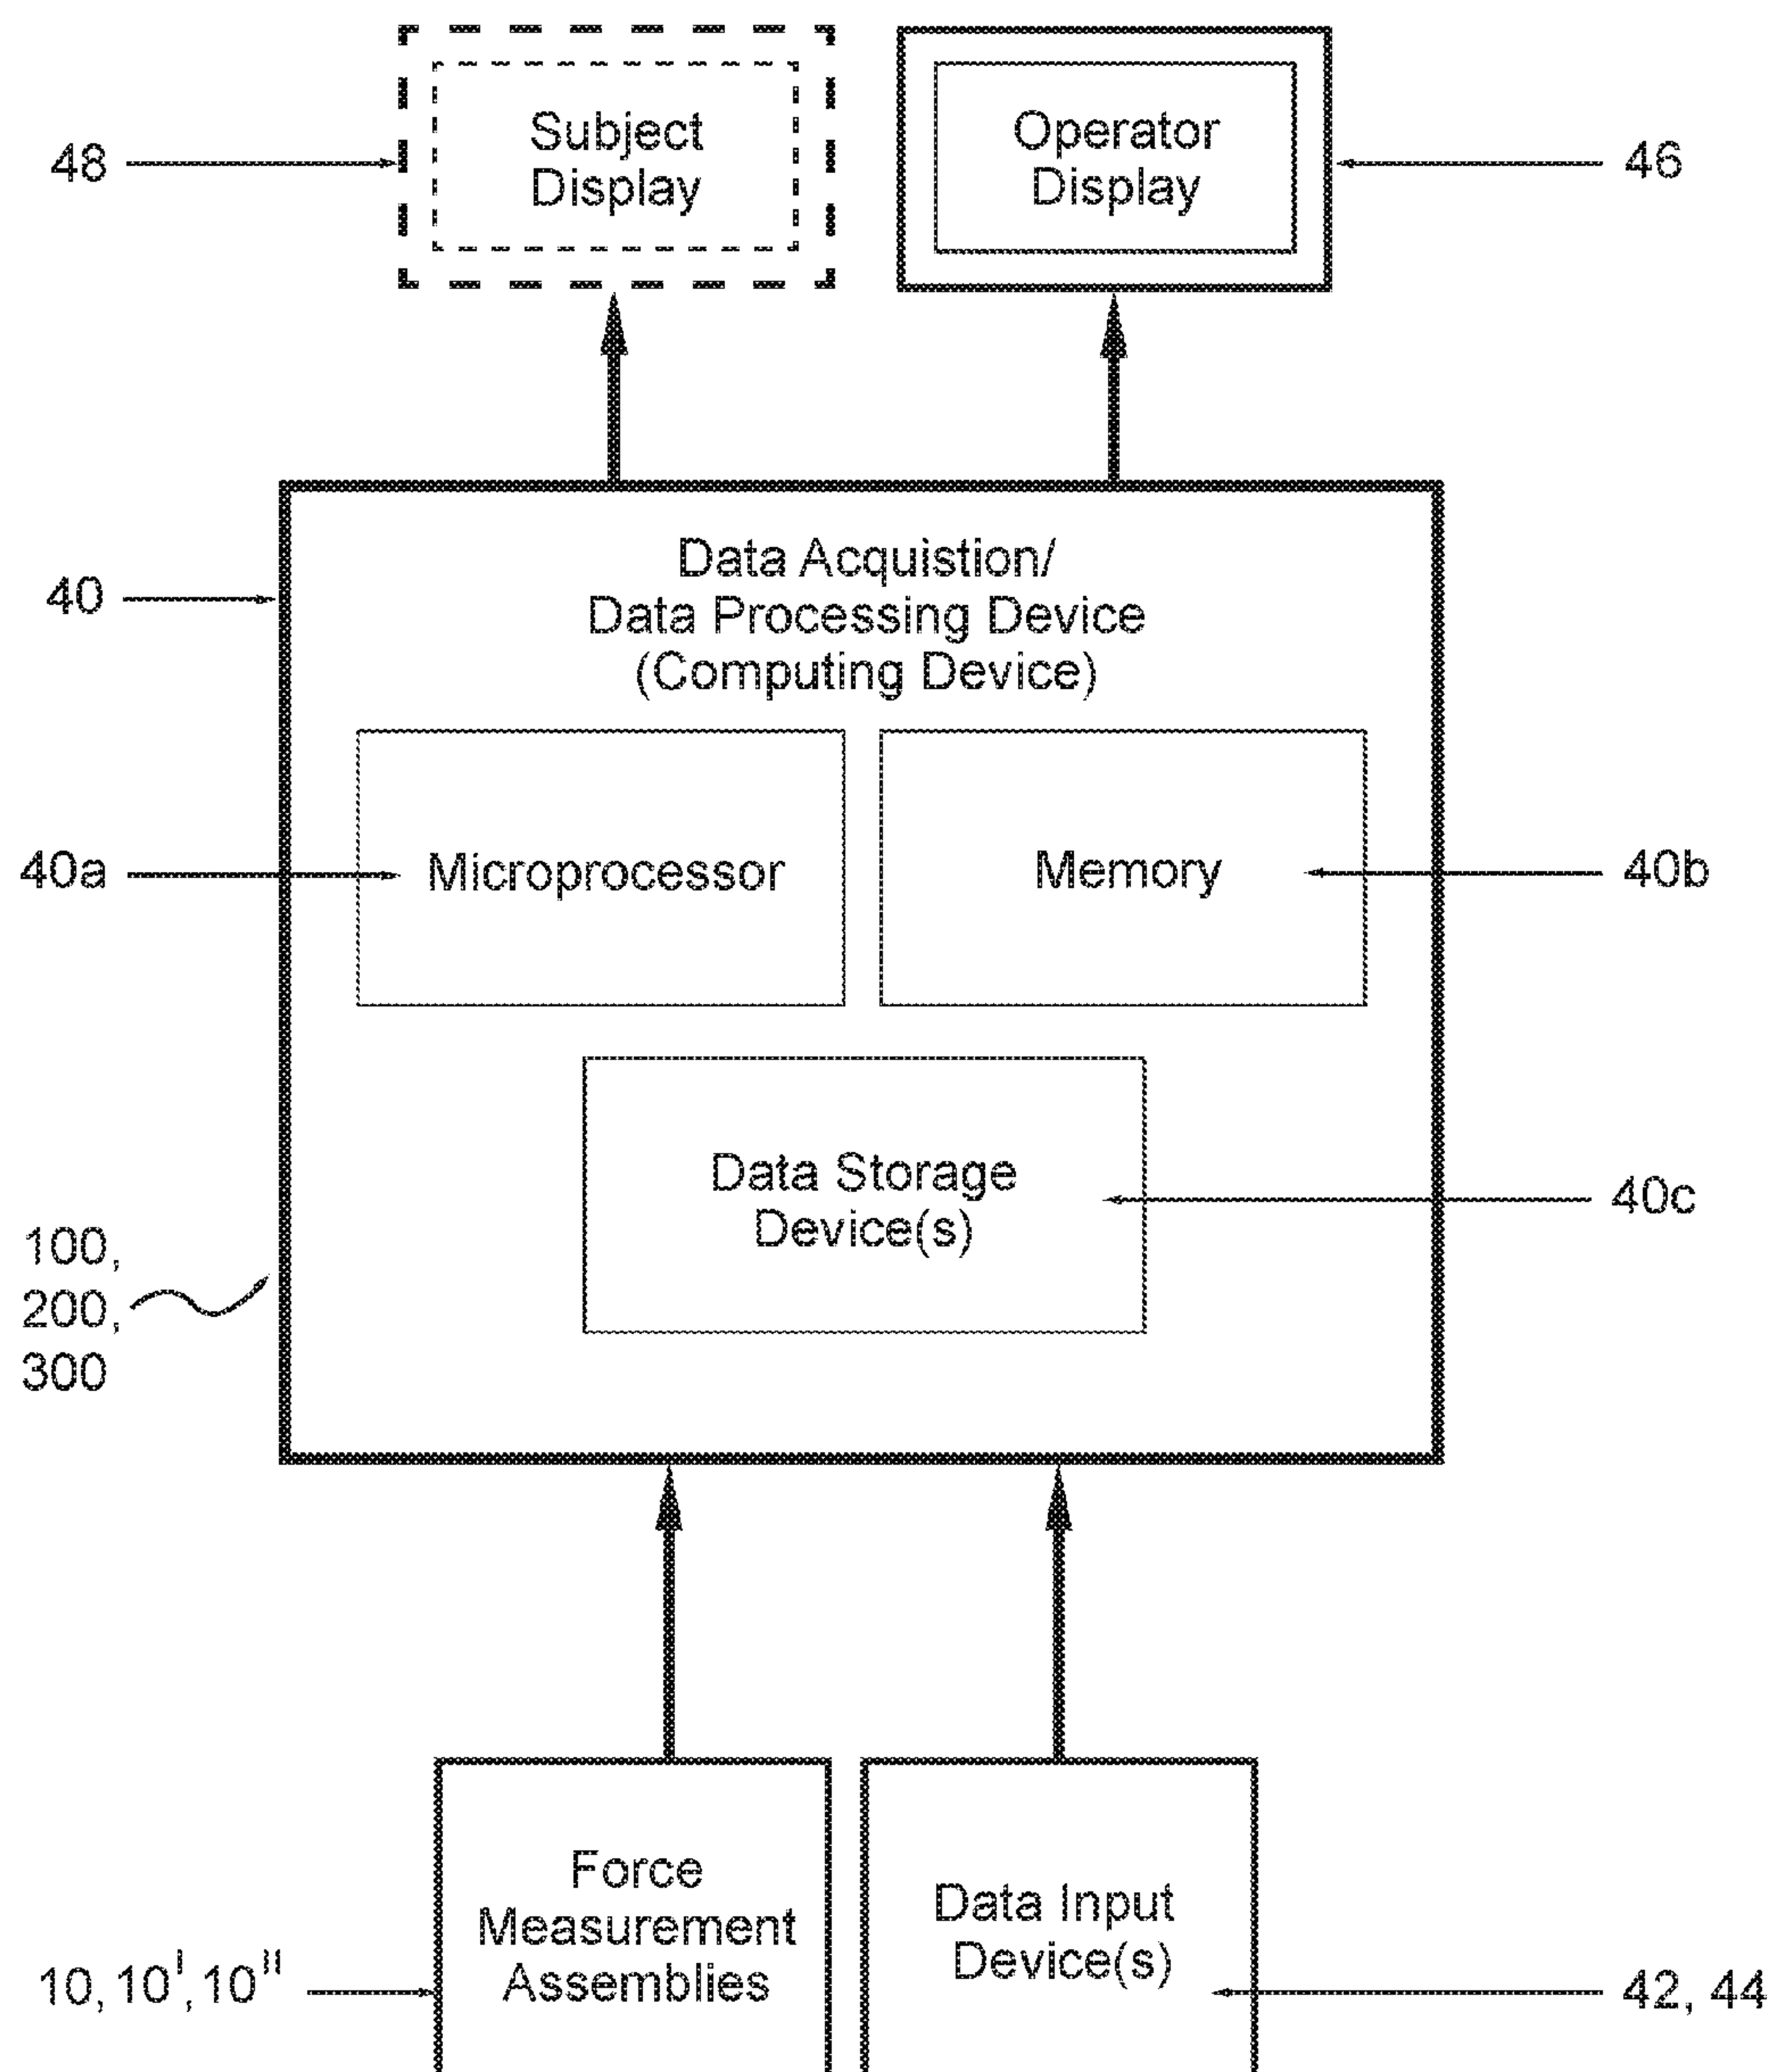 Subject
Display
Operator
Display
48
46
Data Acquistion/
Data Processing Device
(Computing Device)
40
Microprocessor
Memory
40a
40b
Data Storage
Device(s)
40c
100,
200,
300
Force
Measurement
Assemblies
Data Input
Device(s)
10, 10', 10''
42, 44